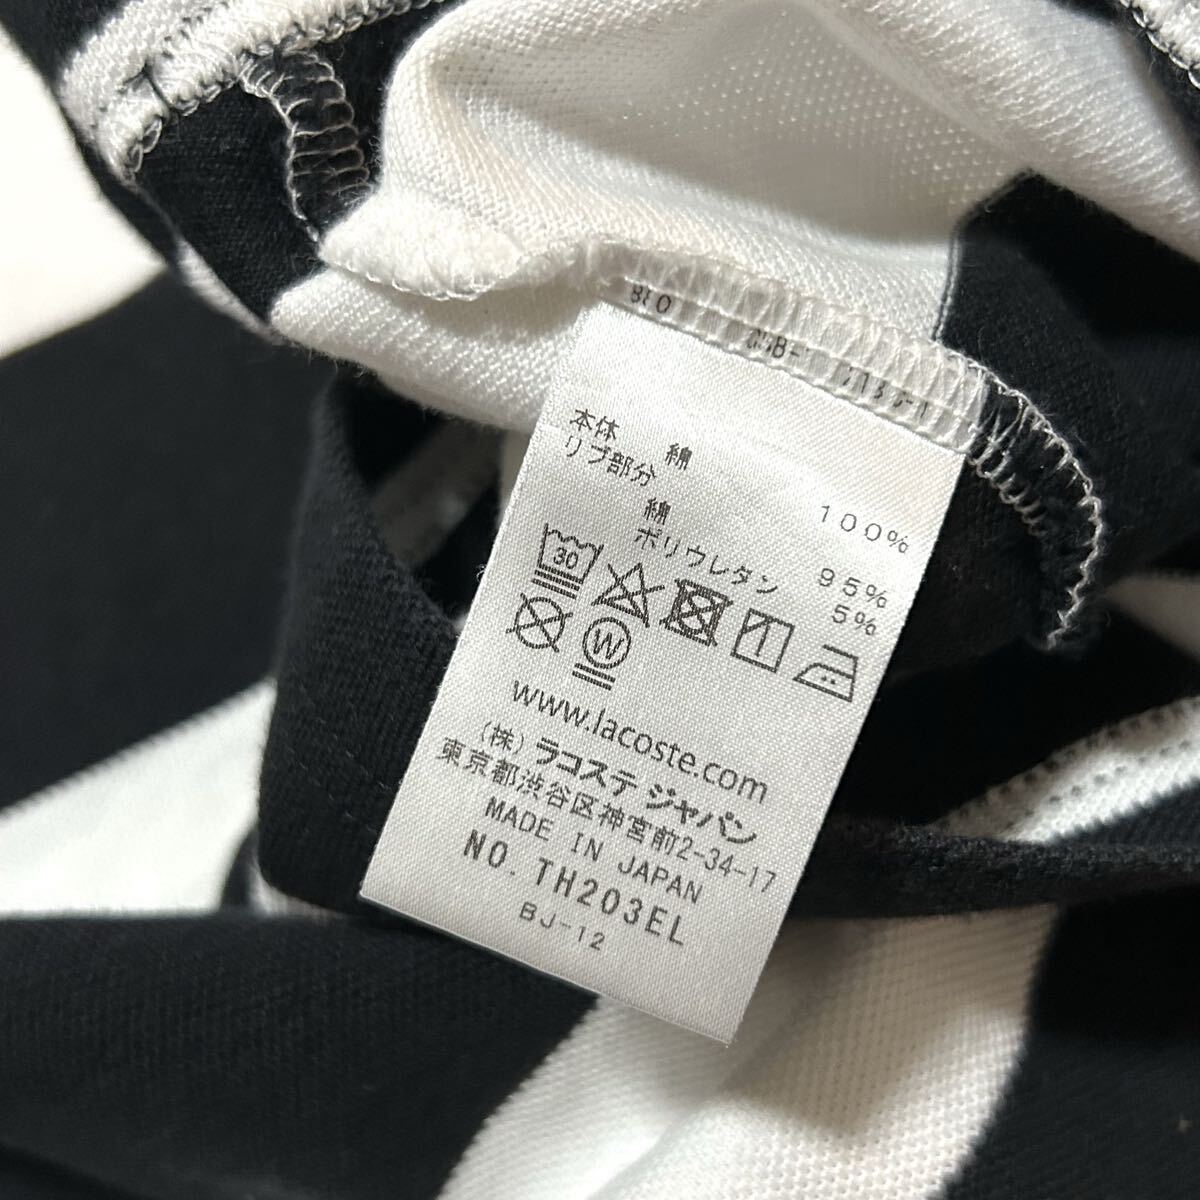 本体 綿 100%
リブ部分
綿 95%
ポリウレタン 5%
30
W
www.lacoste.com
(株) ラコステ ジャパン
東京都渋谷区神宮前2-34-17
MADE IN JAPAN
NO. TH203EL
BJ-12